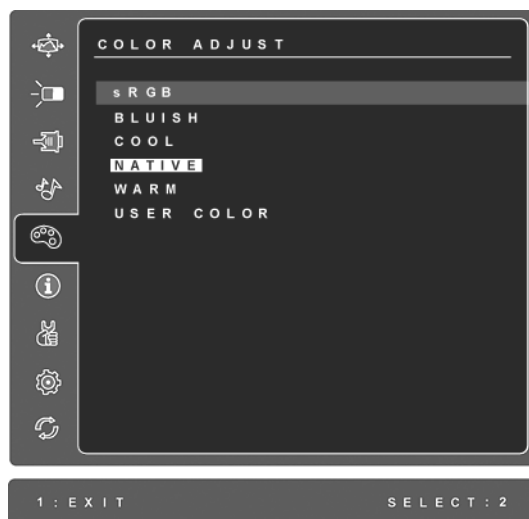 COLOR ADJUST
sRGB
BLUISH
COOL
NATIVE
WARM
USER COLOR
1:EXIT SELECT:2